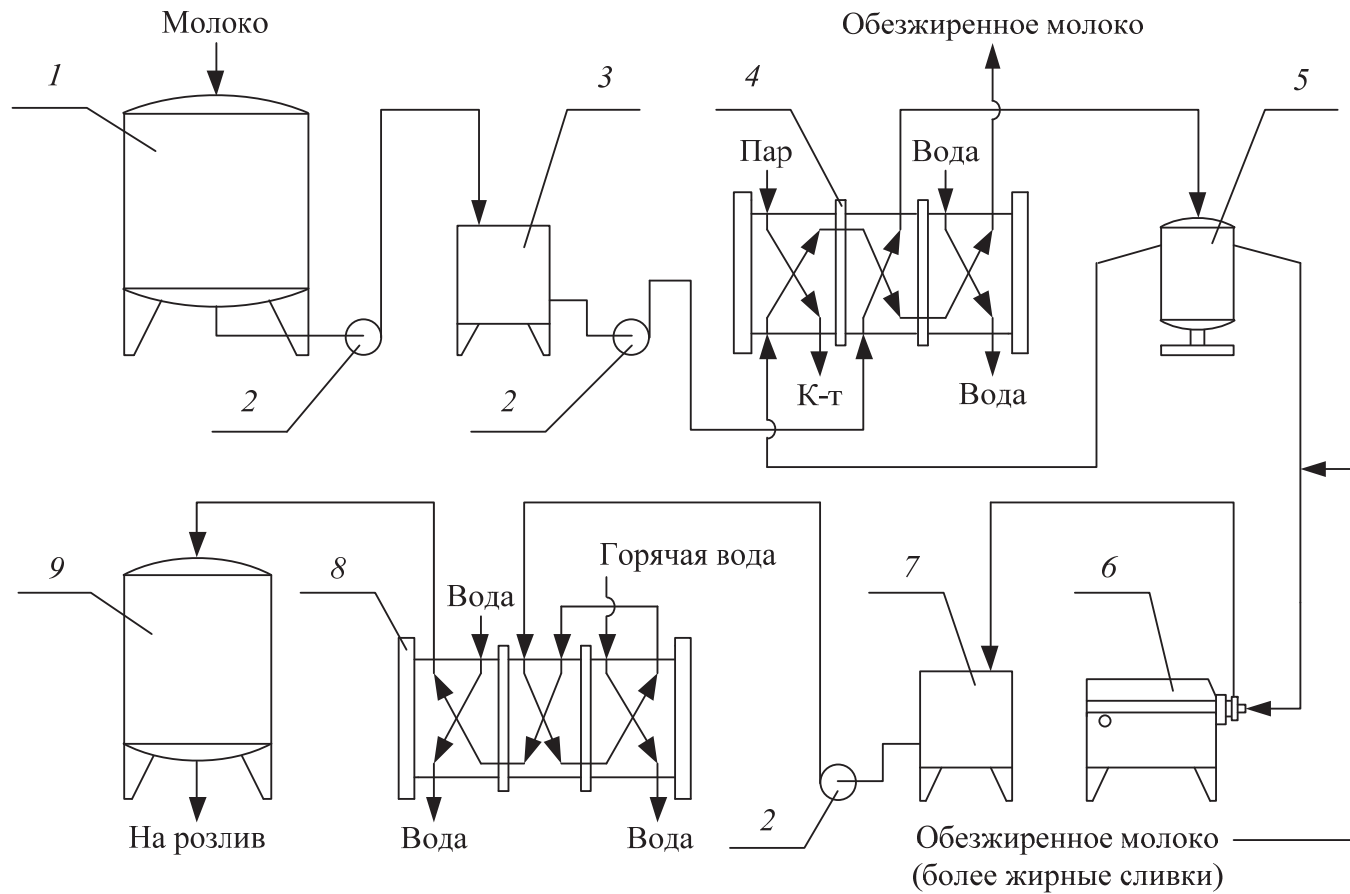 Молоко
Обезжиренное молоко
1
3
4
5
Пар
Вода
2
2
К-т
Вода
9
8
Горячая вода
7
6
Вода
На розлив
Вода
Вода
2
Обезжиренное молоко
(более жирные сливки)